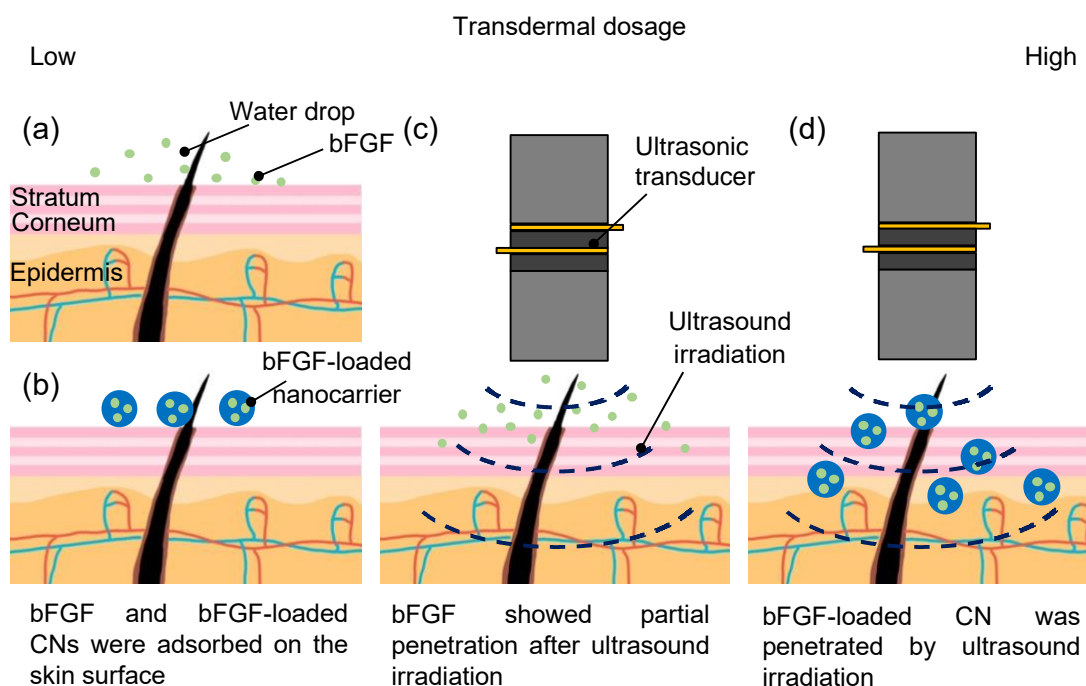 Transdermal dosage
Low
High
(a)
Water drop
bFGF
Stratum
Corneum
Epidermis
(b)
bFGF-loaded
nanocarrier
bFGF and bFGF-loaded
CNs were adsorbed on the
skin surface
(c)
Ultrasonic
transducer
Ultrasound
irradiation
bFGF showed partial
penetration after ultrasound
irradiation
(d)
bFGF-loaded CN was
penetrated by ultrasound
irradiation